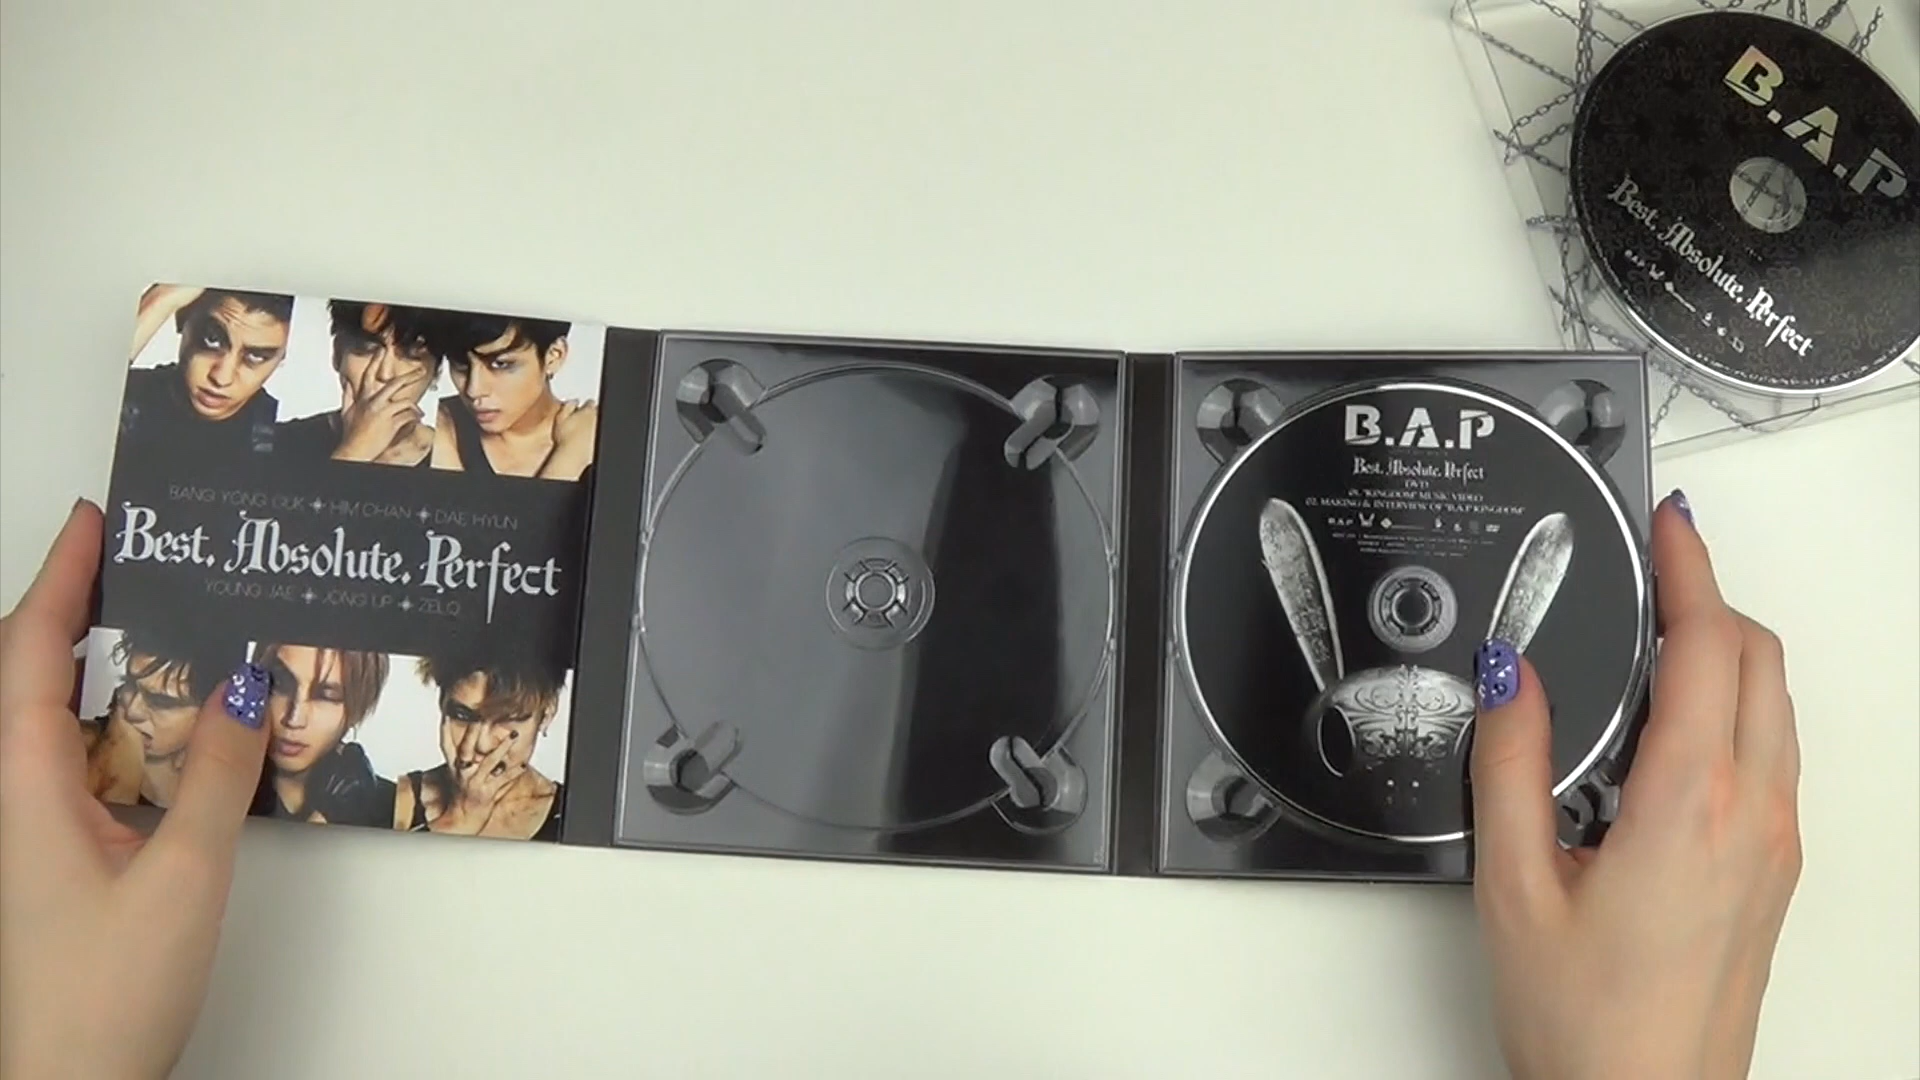 BANG YONG GUK ✦ HIM CHAN ✦ DAE HYUN
Best. Absolute. Perfect
YOUNG JAE ✦ JONG UP ✦ ZELO
B.A.P
Best. Absolute. Perfect
DVD
01. "KINGDOM" MUSIC VIDEO
02. MAKING & INTERVIEW OF "B.A.P KINGDOM"
B.A.P
B.A.P
Best. Absolute. Perfect
B.A.P